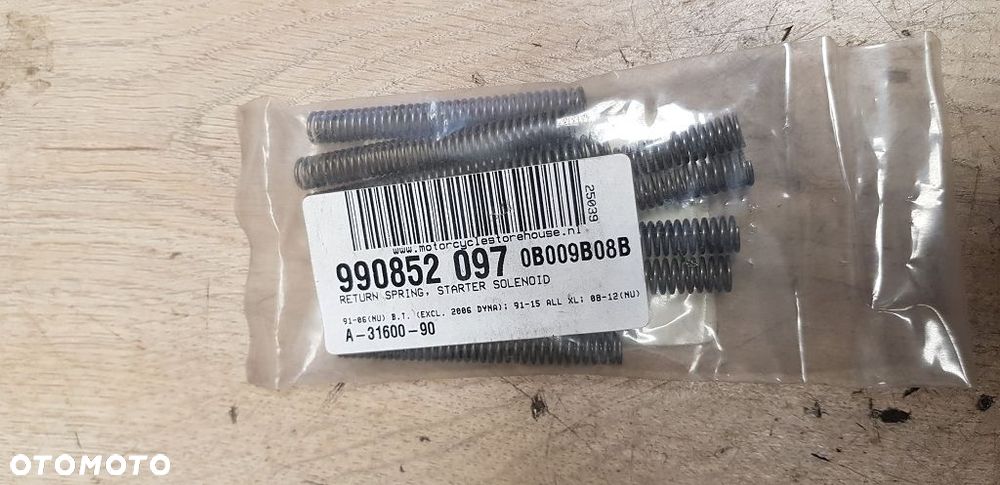 25039
www.motorcyclestorehouse.nl
990852 097 0B009B08B
RETURN SPRING, STARTER SOLENOID
91-06(NU) B.T. (EXCL. 2006 DYNA); 91-15 ALL XL; 08-12(NU)
A-31600-90
OTOMOTO